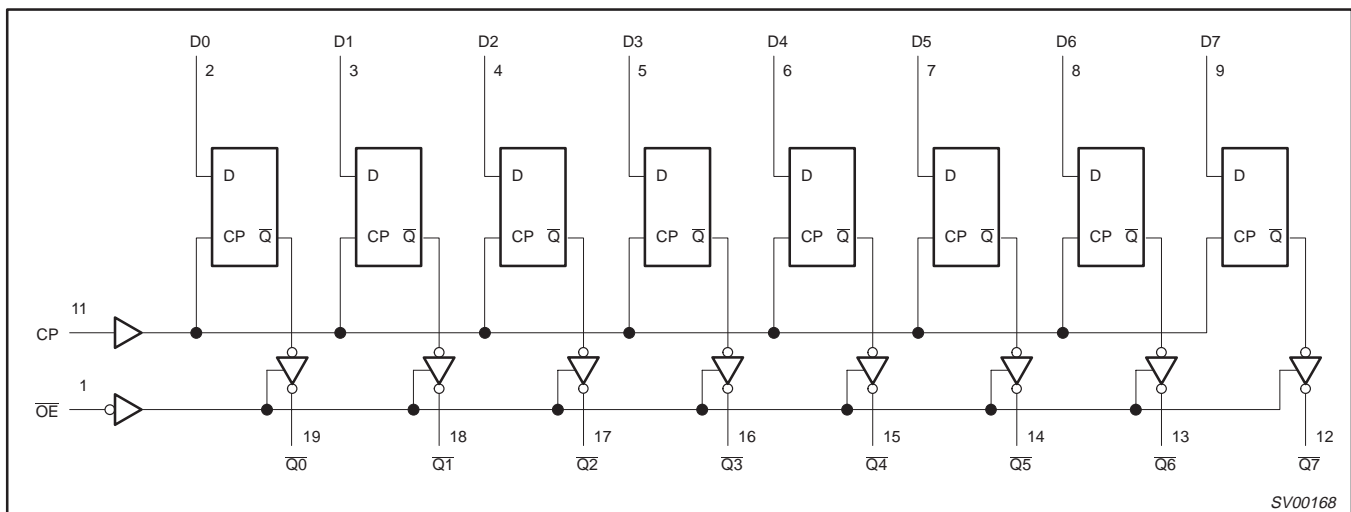 D0 D1 D2 D3 D4 D5 D6 D7
2 3 4 5 6 7 8 9
D D D D D D D D
CP Q̅ CP Q̅ CP Q̅ CP Q̅ CP Q̅ CP Q̅ CP Q̅ CP Q̅
11
CP
1
O̅E̅
19 18 17 16 15 14 13 12
Q̅0̅ Q̅1̅ Q̅2̅ Q̅3̅ Q̅4̅ Q̅5̅ Q̅6̅ Q̅7̅
SV00168